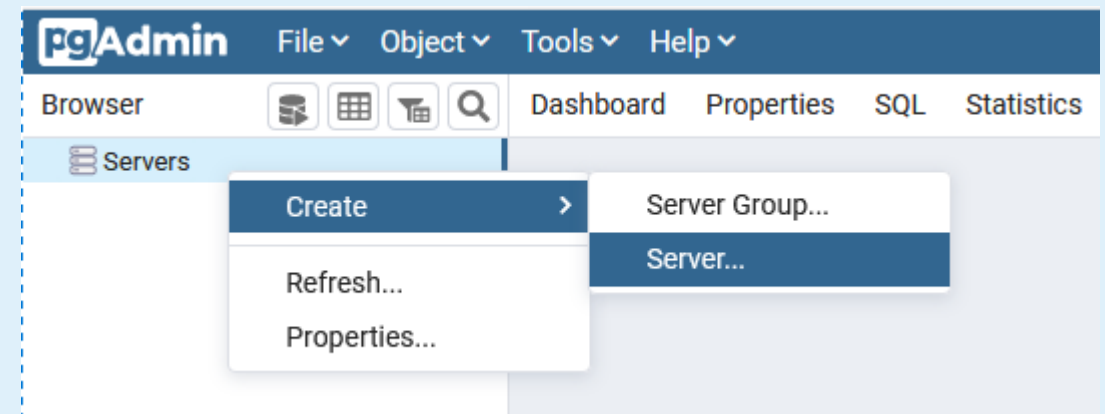 pgAdmin File Object Tools Help
Browser Dashboard Properties SQL Statistics
Servers
Create Server Group...
Server...
Refresh...
Properties...